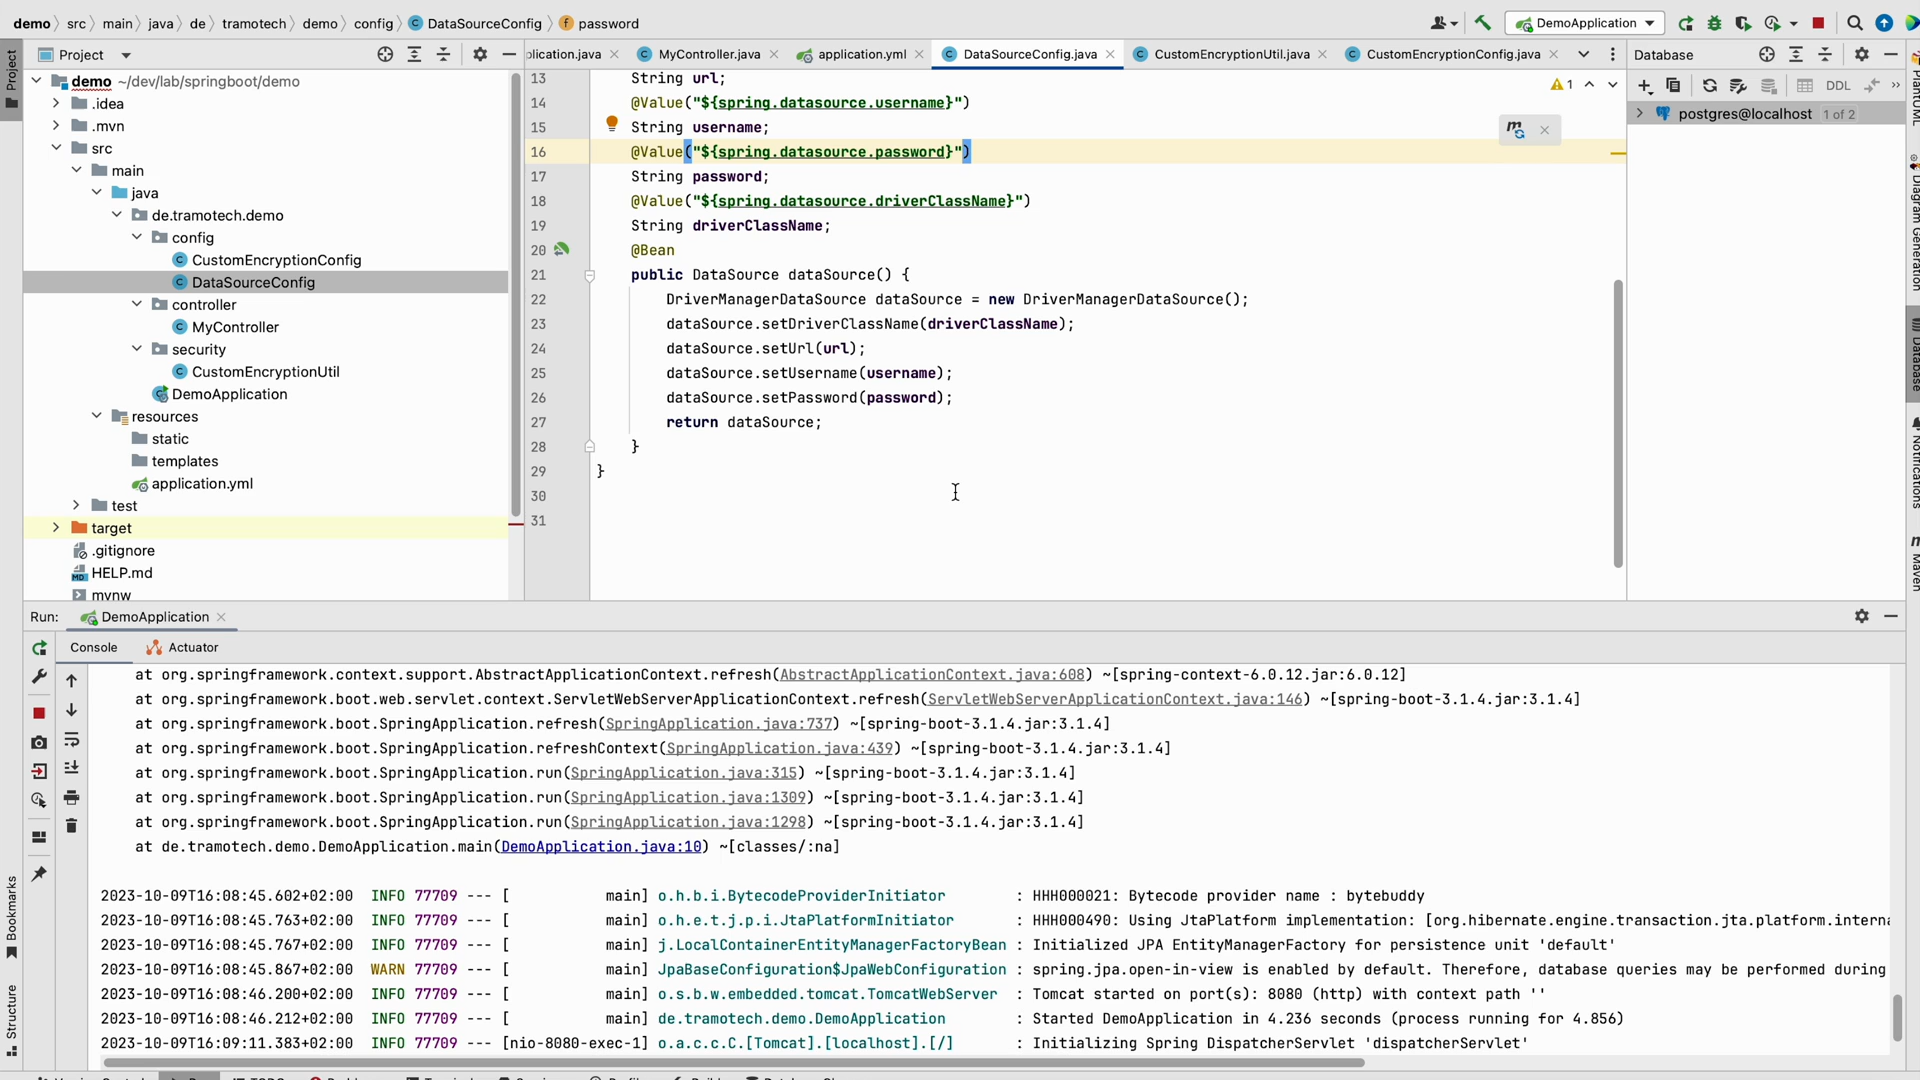 demo src main java de tramotech demo config DataSourceConfig password DemoApplication
Project
lication.java MyController.java application.yml DataSourceConfig.java CustomEncryptionUtil.java CustomEncryptionConfig.java
Database
DDL
postgres@localhost 1 of 2
demo ~/dev/lab/springboot/demo
.idea
.mvn
src
main
java
de.tramotech.demo
config
CustomEncryptionConfig
DataSourceConfig
controller
MyController
security
CustomEncryptionUtil
DemoApplication
resources
static
templates
application.yml
test
target
.gitignore
HELP.md
mvnw
13 String url;
14 @Value("${spring.datasource.username}")
15 String username;
16 @Value("${spring.datasource.password}")
17 String password;
18 @Value("${spring.datasource.driverClassName}")
19 String driverClassName;
20 @Bean
21 public DataSource dataSource() {
22 DriverManagerDataSource dataSource = new DriverManagerDataSource();
23 dataSource.setDriverClassName(driverClassName);
24 dataSource.setUrl(url);
25 dataSource.setUsername(username);
26 dataSource.setPassword(password);
27 return dataSource;
28 }
29 }
30
31
1
Project
Bookmarks
Structure
PlantUML
Diagram Generation
Database
Notifications
Maven
Run: DemoApplication
Console Actuator
at org.springframework.context.support.AbstractApplicationContext.refresh(AbstractApplicationContext.java:608) ~[spring-context-6.0.12.jar:6.0.12]
at org.springframework.boot.web.servlet.context.ServletWebServerApplicationContext.refresh(ServletWebServerApplicationContext.java:146) ~[spring-boot-3.1.4.jar:3.1.4]
at org.springframework.boot.SpringApplication.refresh(SpringApplication.java:737) ~[spring-boot-3.1.4.jar:3.1.4]
at org.springframework.boot.SpringApplication.refreshContext(SpringApplication.java:439) ~[spring-boot-3.1.4.jar:3.1.4]
at org.springframework.boot.SpringApplication.run(SpringApplication.java:315) ~[spring-boot-3.1.4.jar:3.1.4]
at org.springframework.boot.SpringApplication.run(SpringApplication.java:1309) ~[spring-boot-3.1.4.jar:3.1.4]
at org.springframework.boot.SpringApplication.run(SpringApplication.java:1298) ~[spring-boot-3.1.4.jar:3.1.4]
at de.tramotech.demo.DemoApplication.main(DemoApplication.java:10) ~[classes/:na]
2023-10-09T16:08:45.602+02:00 INFO 77709 --- [ main] o.h.b.i.BytecodeProviderInitiator : HHH000021: Bytecode provider name : bytebuddy
2023-10-09T16:08:45.763+02:00 INFO 77709 --- [ main] o.h.e.t.j.p.i.JtaPlatformInitiator : HHH000490: Using JtaPlatform implementation: [org.hibernate.engine.transaction.jta.platform.interna
2023-10-09T16:08:45.767+02:00 INFO 77709 --- [ main] j.LocalContainerEntityManagerFactoryBean : Initialized JPA EntityManagerFactory for persistence unit 'default'
2023-10-09T16:08:45.867+02:00 WARN 77709 --- [ main] JpaBaseConfiguration$JpaWebConfiguration : spring.jpa.open-in-view is enabled by default. Therefore, database queries may be performed during
2023-10-09T16:08:46.200+02:00 INFO 77709 --- [ main] o.s.b.w.embedded.tomcat.TomcatWebServer : Tomcat started on port(s): 8080 (http) with context path ''
2023-10-09T16:08:46.212+02:00 INFO 77709 --- [ main] de.tramotech.demo.DemoApplication : Started DemoApplication in 4.236 seconds (process running for 4.856)
2023-10-09T16:09:11.383+02:00 INFO 77709 --- [nio-8080-exec-1] o.a.c.c.C.[Tomcat].[localhost].[/] : Initializing Spring DispatcherServlet 'dispatcherServlet'